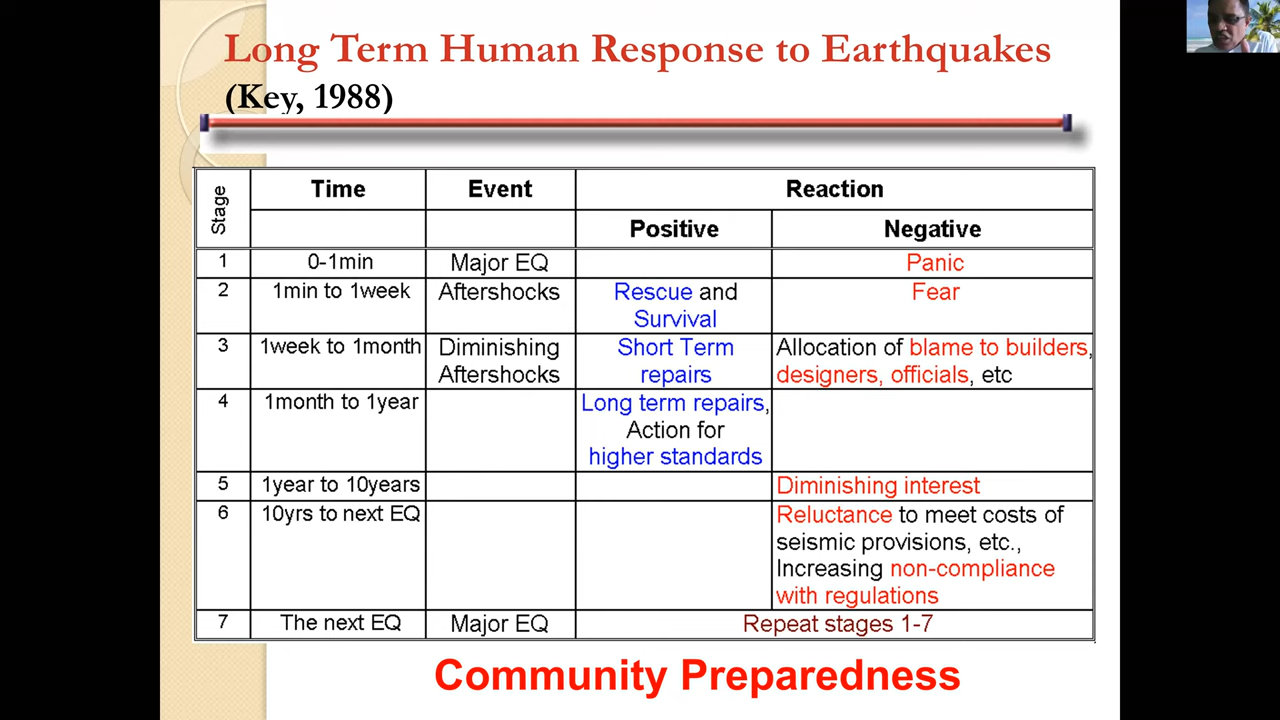 Long Term Human Response to Earthquakes
(Key, 1988)
Stage Time Event Reaction
Positive Negative
1 0-1min Major EQ Panic
2 1min to 1week Aftershocks Rescue and Fear
Survival
3 1week to 1month Diminishing Short Term Allocation of blame to builders,
Aftershocks repairs designers, officials, etc
4 1month to 1year Long term repairs,
Action for
higher standards
5 1year to 10years Diminishing interest
6 10yrs to next EQ Reluctance to meet costs of
seismic provisions, etc.,
Increasing non-compliance
with regulations
7 The next EQ Major EQ Repeat stages 1-7
Community Preparedness